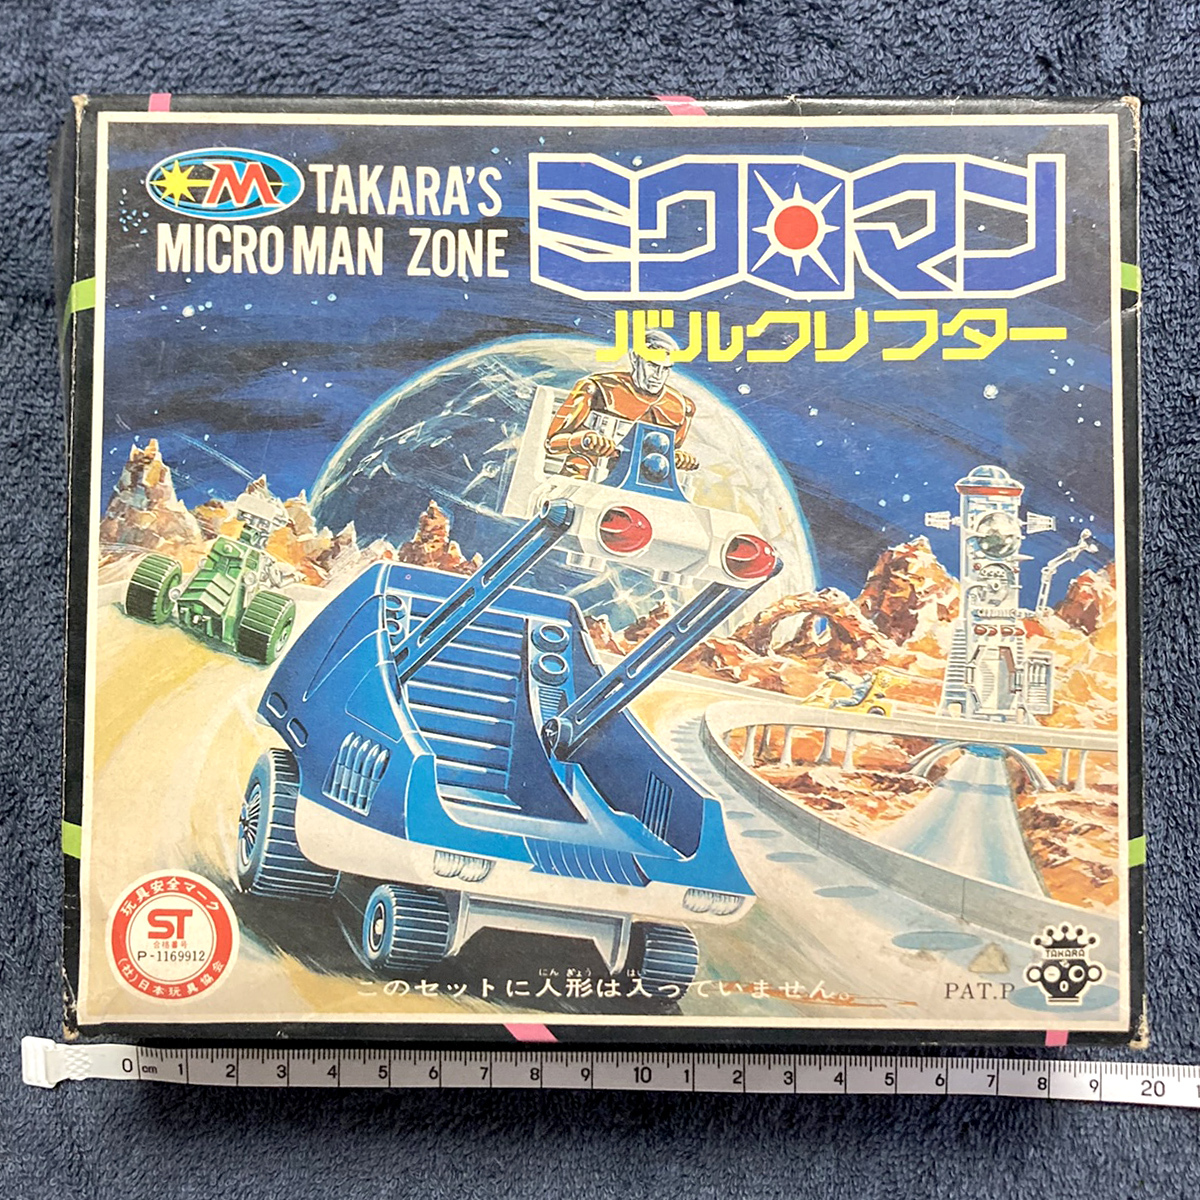 M
TAKARA'S
MICROMAN ZONE
ミクロマン
バルクリフター
玩具安全マーク
ST
合格番号
P-1169912
(社)日本玩具協会
にんぎょう は
このセットに人形は入っていません。
PAT.P
TAKARA
0 cm 1 2 3 4 5 6 7 8 9 10 1 2 3 4 5 6 7 8 9 20